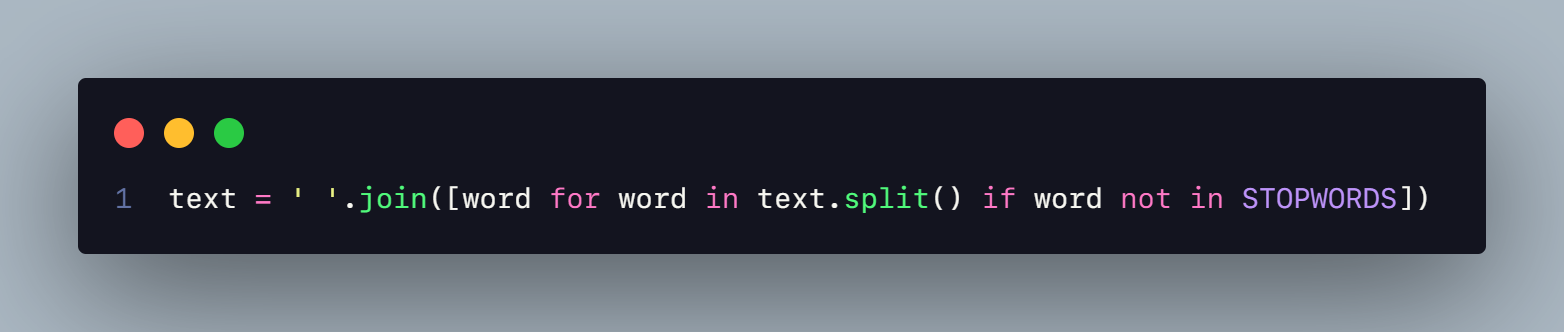 1 text = ' '.join([word for word in text.split() if word not in STOPWORDS])